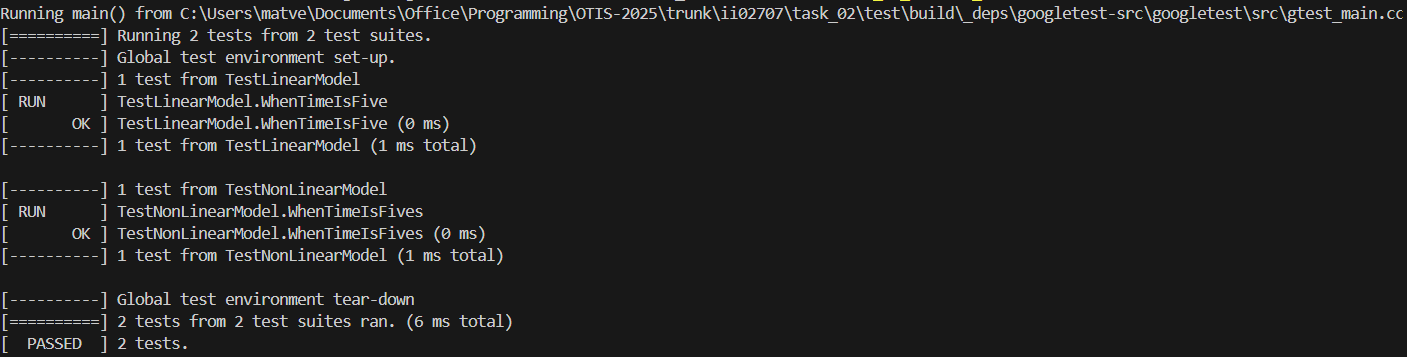 Running main() from C:\Users\matve\Documents\Office\Programming\OTIS-2025\trunk\ii02707\task_02\test\build\_deps\googletest-src\googletest\src\gtest_main.cc
[==========] Running 2 tests from 2 test suites.
[----------] Global test environment set-up.
[----------] 1 test from TestLinearModel
[ RUN      ] TestLinearModel.WhenTimeIsFive
[       OK ] TestLinearModel.WhenTimeIsFive (0 ms)
[----------] 1 test from TestLinearModel (1 ms total)

[----------] 1 test from TestNonLinearModel
[ RUN      ] TestNonLinearModel.WhenTimeIsFives
[       OK ] TestNonLinearModel.WhenTimeIsFives (0 ms)
[----------] 1 test from TestNonLinearModel (1 ms total)

[----------] Global test environment tear-down
[==========] 2 tests from 2 test suites ran. (6 ms total)
[  PASSED  ] 2 tests.